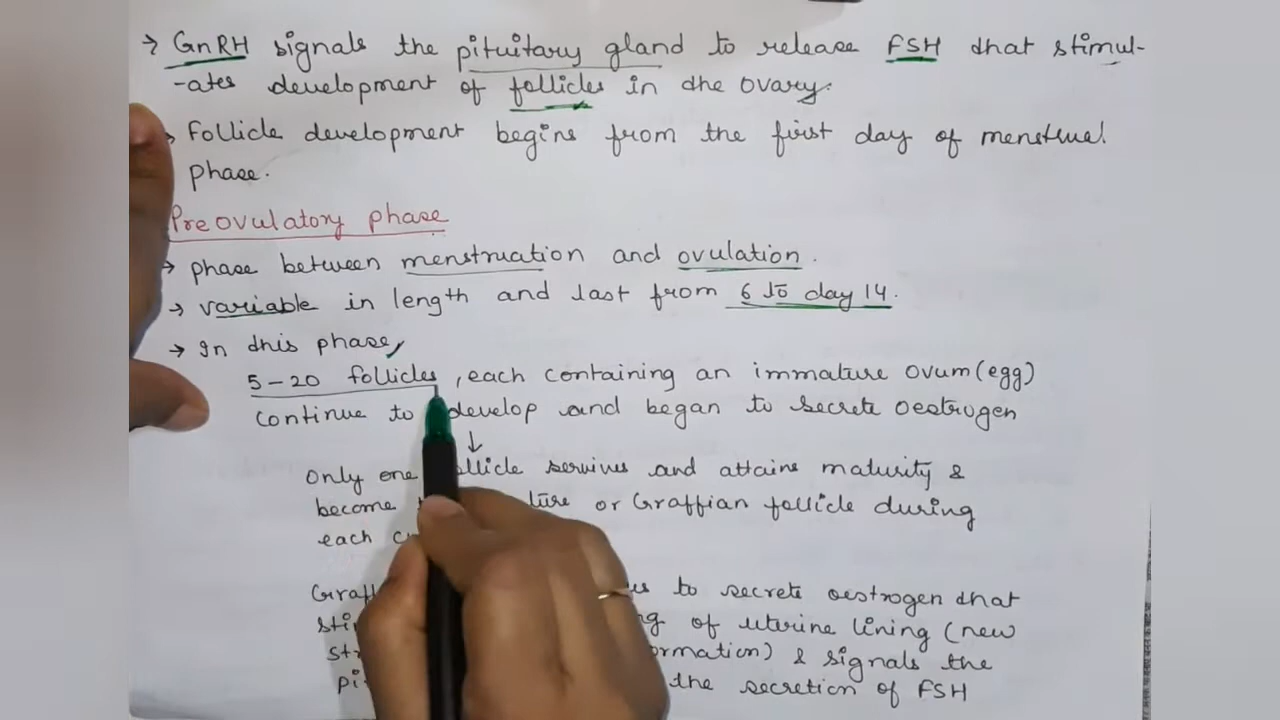 → GnRH signals the pituitary gland to release FSH that stimul-
-ates development of follicles in the ovary.
Follicle development begins from the first day of menstrual
phase.
Preovulatory phase
→ phase between menstruation and ovulation.
→ variable in length and last from 6 to day 14.
→ In this phase,
5-20 follicles, each containing an immature ovum (egg)
continue to develop and began to secrete oestrogen
↓
Only one follicle servives and attains maturity &
become or Graffian follicle during
each
to secrete oestrogen that
of uterine lining (new
& signals the
the secretion of FSH